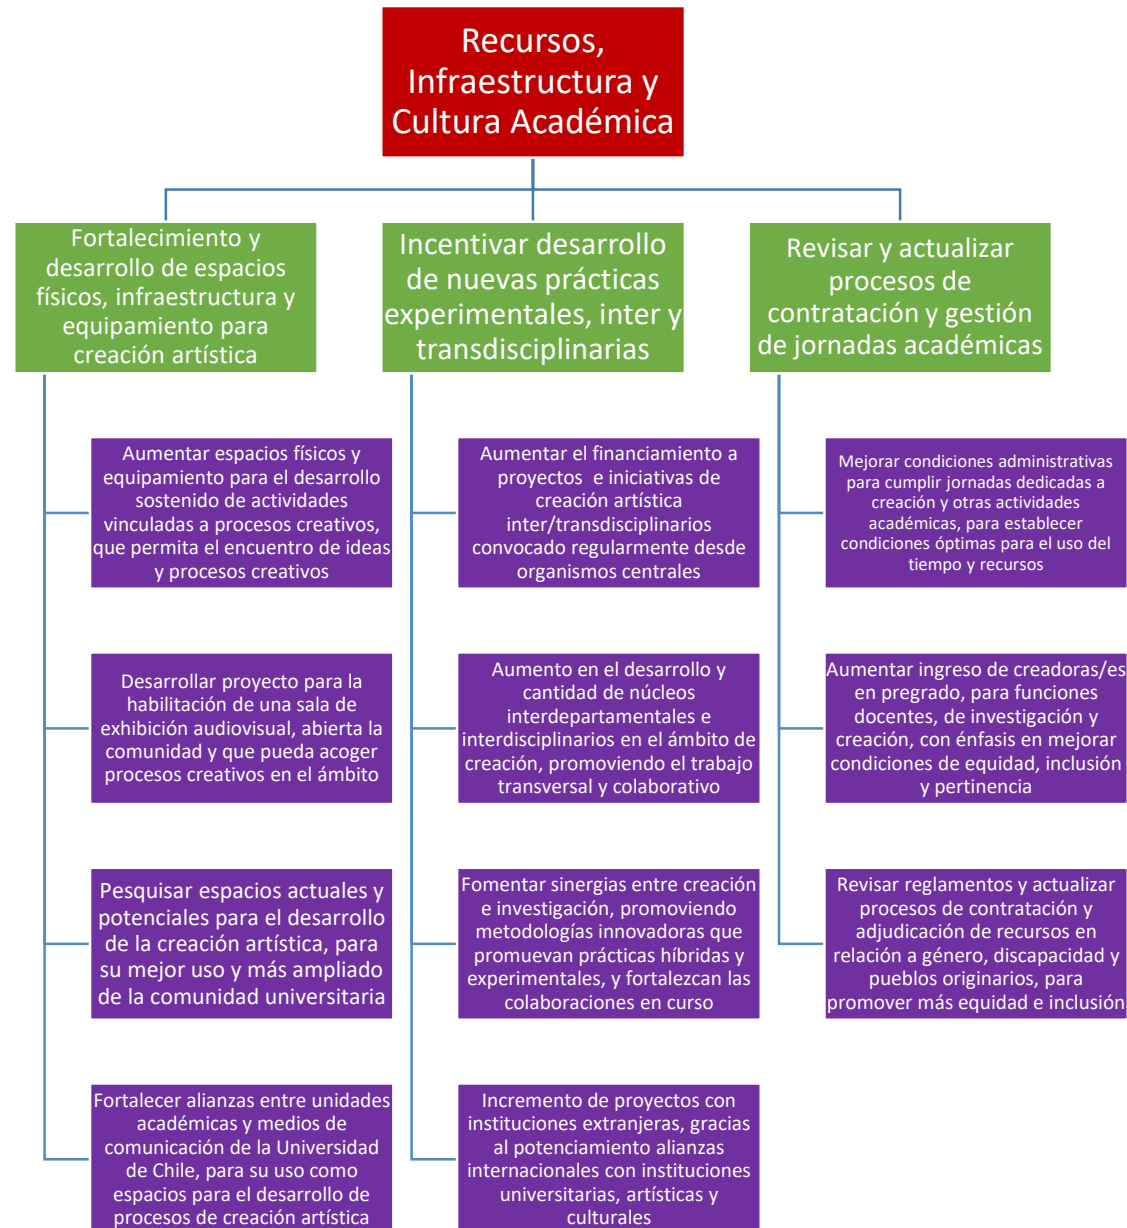 Recursos,
Infraestructura y
Cultura Académica
Fortalecimiento y
desarrollo de espacios
físicos, infraestructura y
equipamiento para
creación artística
Aumentar espacios físicos y
equipamiento para el desarrollo
sostenido de actividades
vinculadas a procesos creativos,
que permita el encuentro de ideas
y procesos creativos
Desarrollar proyecto para la
habilitación de una sala de
exhibición audiovisual, abierta la
comunidad y que pueda acoger
procesos creativos en el ámbito
Pesquisar espacios actuales y
potenciales para el desarrollo
de la creación artística, para
su mejor uso y más ampliado
de la comunidad universitaria
Fortalecer alianzas entre unidades
académicas y medios de
comunicación de la Universidad
de Chile, para su uso como
espacios para el desarrollo de
procesos de creación artística
Incentivar desarrollo
de nuevas prácticas
experimentales, inter y
transdisciplinarias
Aumentar el financiamiento a
proyectos e iniciativas de
creación artística
inter/transdisciplinarios
convocado regularmente desde
organismos centrales
Aumento en el desarrollo y
cantidad de núcleos
interdepartamentales e
interdisciplinarios en el ámbito de
creación, promoviendo el trabajo
transversal y colaborativo
Fomentar sinergias entre creación
e investigación, promoviendo
metodologías innovadoras que
promuevan prácticas híbridas y
experimentales, y fortalezcan las
colaboraciones en curso
Incremento de proyectos con
instituciones extranjeras, gracias
al potenciamiento alianzas
internacionales con instituciones
universitarias, artísticas y
culturales
Revisar y actualizar
procesos de
contratación y gestión
de jornadas académicas
Mejorar condiciones administrativas
para cumplir jornadas dedicadas a
creación y otras actividades
académicas, para establecer
condiciones óptimas para el uso del
tiempo y recursos
Aumentar ingreso de creadoras/es
en pregrado, para funciones
docentes, de investigación y
creación, con énfasis en mejorar
condiciones de equidad, inclusión
y pertinencia
Revisar reglamentos y actualizar
procesos de contratación y
adjudicación de recursos en
relación a género, discapacidad y
pueblos originarios, para
promover más equidad e inclusión